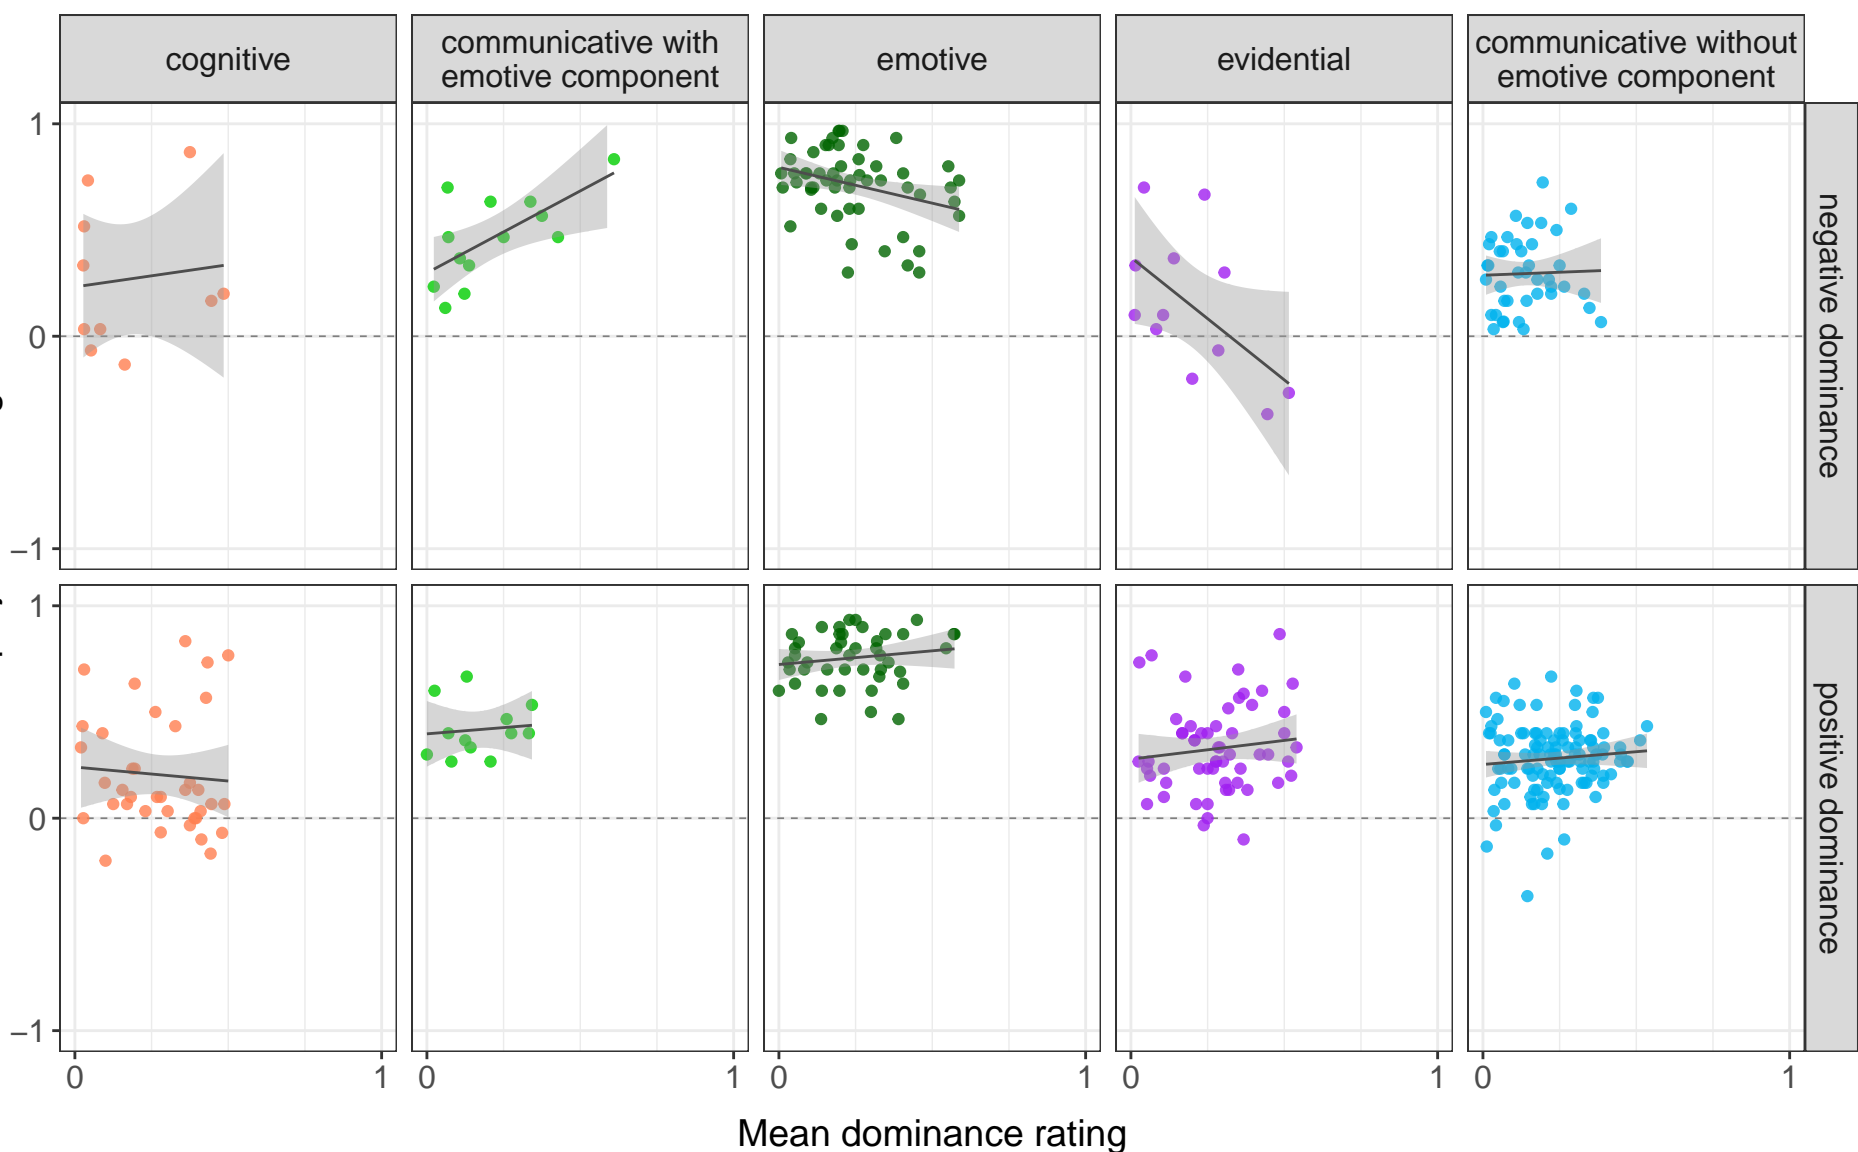 cognitive
communicative with
emotive component
emotive
evidential
communicative without
emotive component
1
0
−1
negative dominance
1
0
−1
positive dominance
0 1 0 1 0 1 0 1 0 1
Mean dominance rating